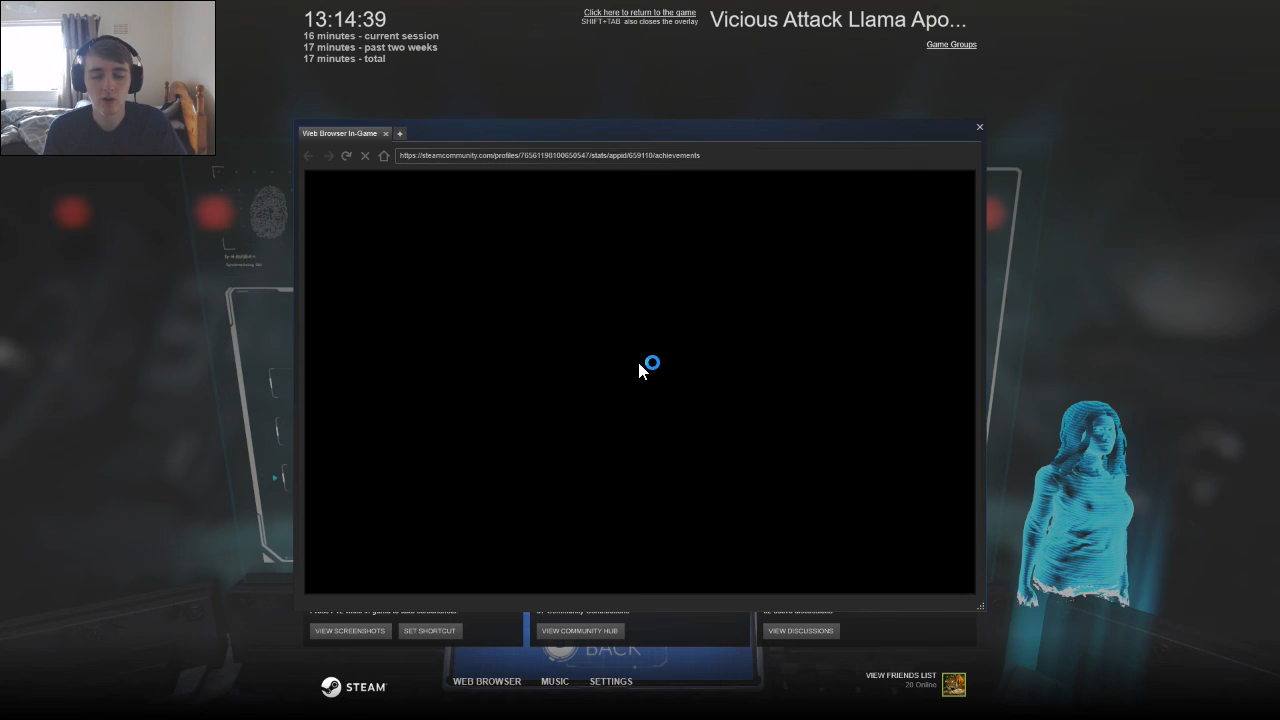 13:14:39
16 minutes - current session
17 minutes - past two weeks
17 minutes - total
Click here to return to the game
SHIFT+TAB also closes the overlay
Vicious Attack Llama Apo...
Game Groups
Web Browser In-Game
https://steamcommunity.com/profiles/76561198100650547/stats/appid/659110/achievements
VIEW SCREENSHOTS
SET SHORTCUT
VIEW COMMUNITY HUB
VIEW DISCUSSIONS
BACK
STEAM
WEB BROWSER
MUSIC
SETTINGS
VIEW FRIENDS LIST
20 Online